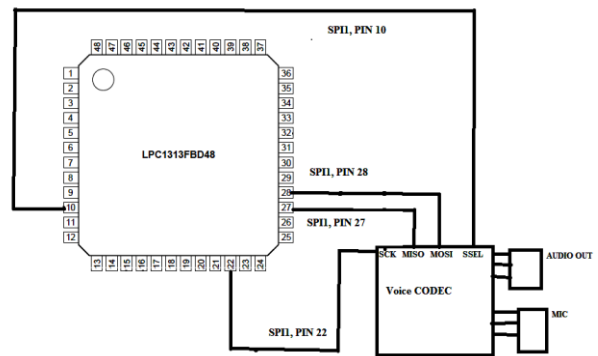 SPI1, PIN 10
48 47 46 45 44 43 42 41 40 39 38 37
1 36
2 35
3 34
4 33
5 32
6 31
7 LPC1313FBD48 30
8 29
9 28
10 27
11 26
12 25
13 14 15 16 17 18 19 20 21 22 23 24
SPI1, PIN 28
SPI1, PIN 27
SCK MISO MOSI SSEL
Voice CODEC
AUDIO OUT
MIC
SPI1, PIN 22